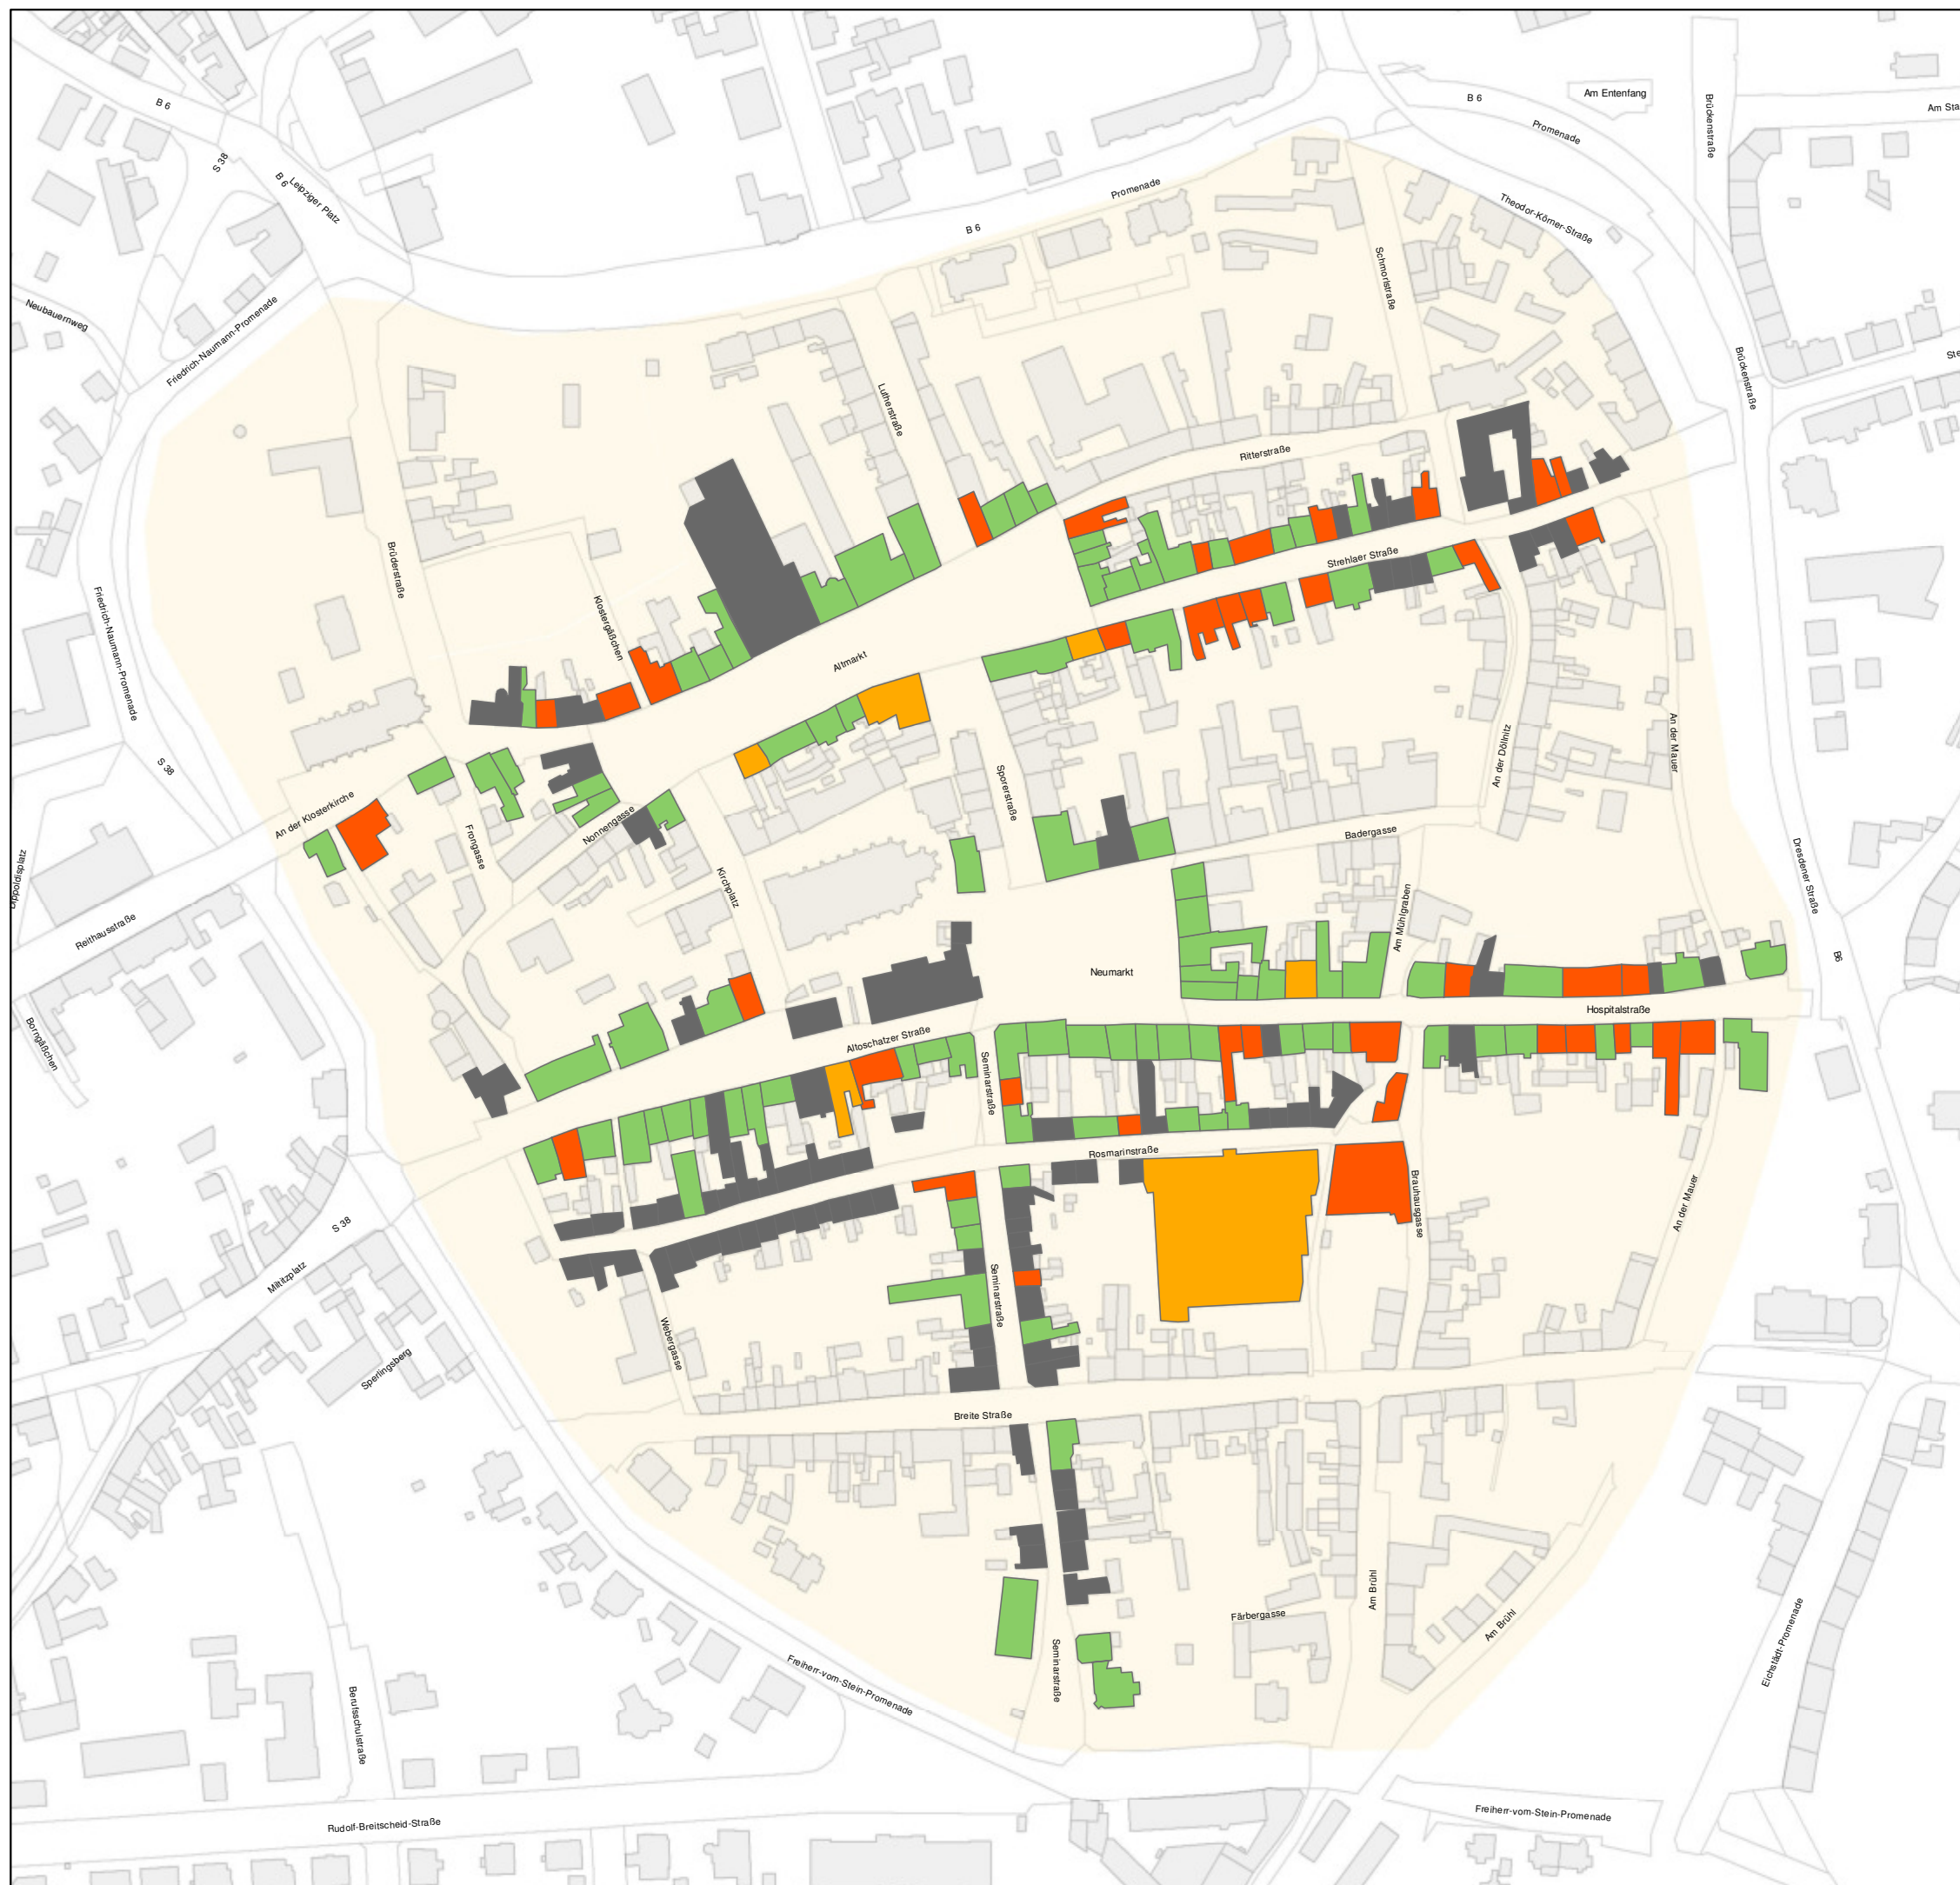 B 6
Am Entenfang
B 6
Brückenstraße
Am Sta
Promenade
S 38
B 6
Leipziger Platz
Promenade
Theodor-Körner-Straße
B 6
Schmorlstraße
Neubauernweg
Friedrich-Naumann-Promenade
Ste
Brückenstraße
Lutherstraße
Ritterstraße
Brüderstraße
Strehlaer Straße
Klostergäßchen
Friedrich-Naumann-Promenade
Altmarkt
An der Mauer
An der Döllnitz
S 38
Sporerstraße
An der Klosterkirche
Nonnengasse
Badergasse
Frongasse
Dippoldisplatz
Kirchplatz
Dresdener Straße
Reithausstraße
Am Mühlgraben
B6
Neumarkt
Hospitalstraße
Borngäßchen
Altoschatzer Straße
Seminarstraße
Rosmarinstraße
Brauhausgasse
An der Mauer
S 38
Miltitzplatz
Seminarstraße
Webergasse
Sperlingsberg
Breite Straße
Am Brühl
Färbergasse
Am Brühl
Eichstädt-Promenade
Seminarstraße
Freiherr-vom-Stein-Promenade
Berufsschulstraße
Freiherr-vom-Stein-Promenade
Rudolf-Breitscheid-Straße